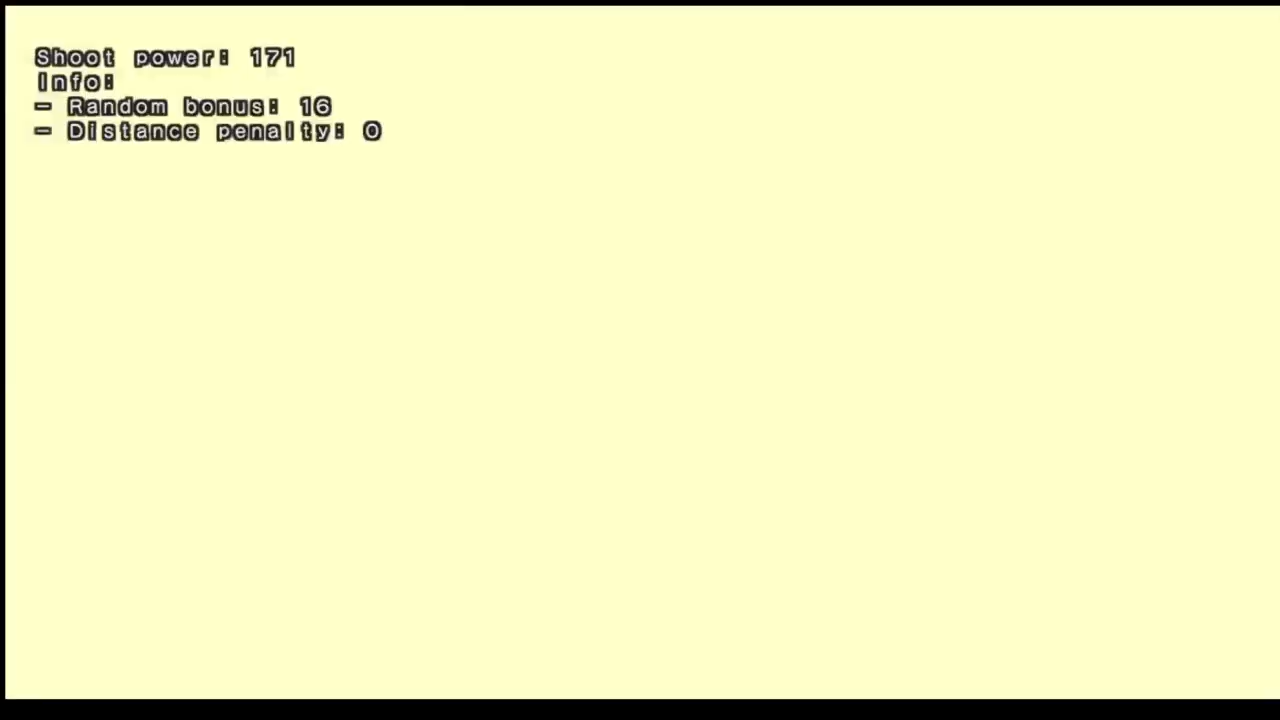 Shoot power: 171
Info:
- Random bonus: 16
- Distance penalty: 0